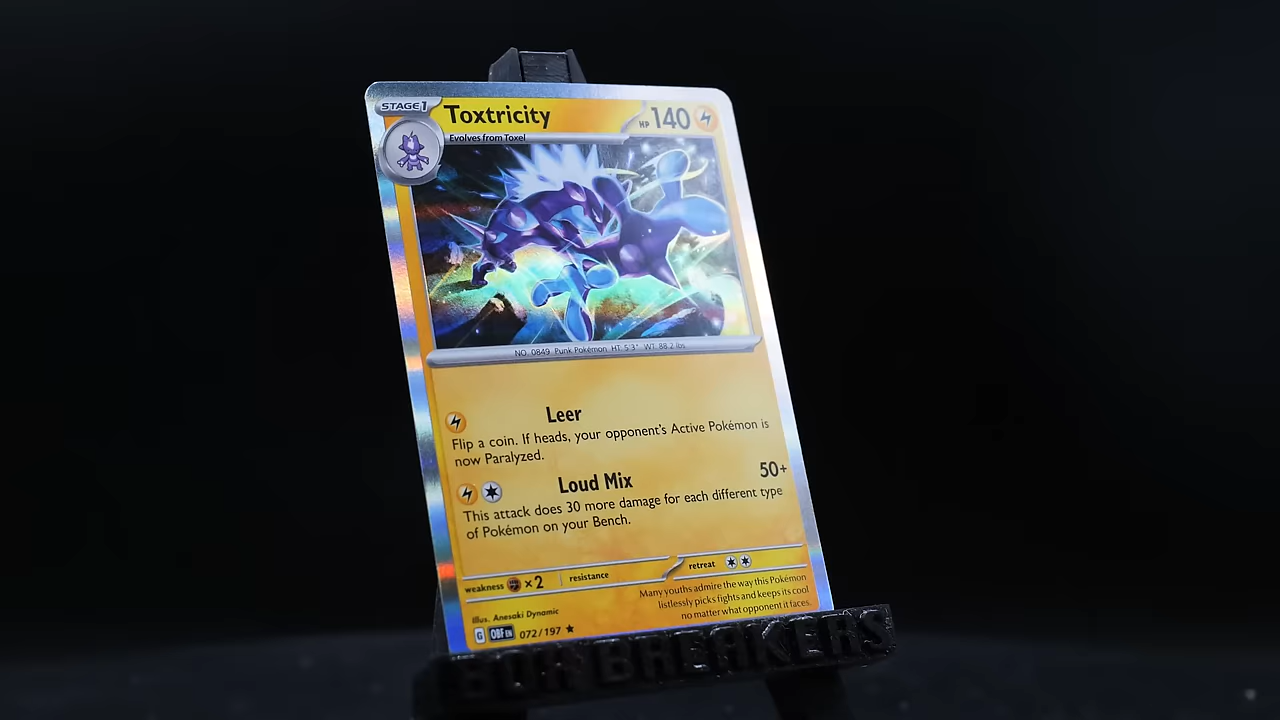 STAGE 1
Toxtricity
HP 140
Evolves from Toxel
NO. 0849 Punk Pokémon HT: 5'3" WT: 88.2 lbs
Leer
Flip a coin. If heads, your opponent's Active Pokémon is
now Paralyzed.
Loud Mix 50+
This attack does 30 more damage for each different type
of Pokémon on your Bench.
weakness ×2 resistance retreat
Many youths admire the way this Pokémon
listlessly picks fights and keeps its cool
no matter what opponent it faces.
Illus. Anesaki Dynamic
G OBF EN 072/197
BREAKERS